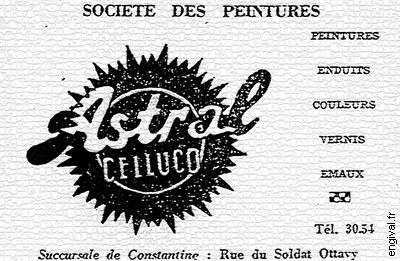 SOCIETE DES PEINTURES
Astral
CELLUCO
PEINTURES
ENDUITS
COULEURS
VERNIS
EMAUX
Tél. 30.54
Succursale de Constantine : Rue du Soldat Ottavy
engival.fr